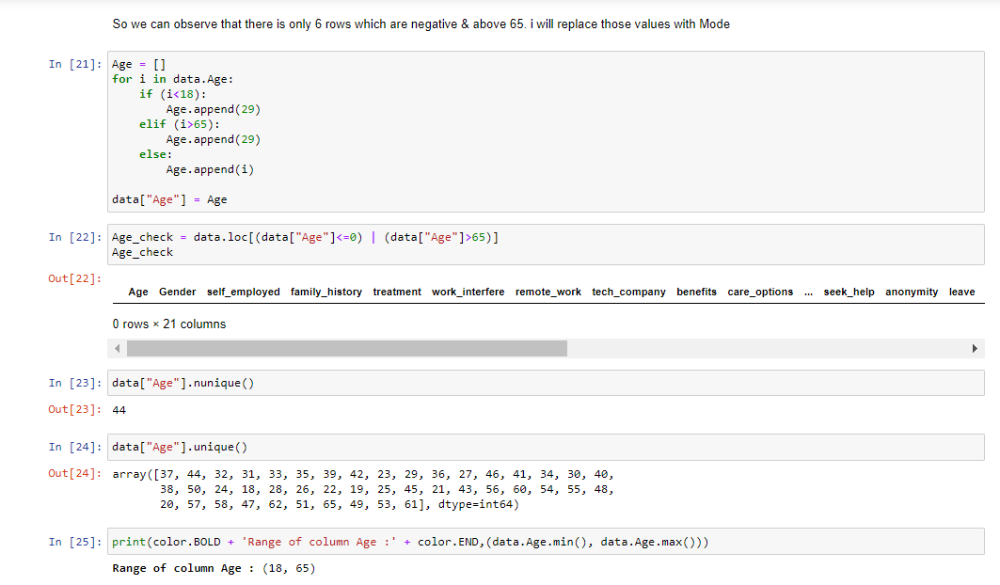 So we can observe that there is only 6 rows which are negative & above 65. i will replace those values with Mode
In [21]: Age = []
for i in data.Age:
    if (i<18):
        Age.append(29)
    elif (i>65):
        Age.append(29)
    else:
        Age.append(i)
data["Age"] = Age
In [22]: Age_check = data.loc[(data["Age"]<=0) | (data["Age"]>65)]
Age_check
Out[22]:
Age Gender self_employed family_history treatment work_interfere remote_work tech_company benefits care_options ... seek_help anonymity leave
0 rows × 21 columns
In [23]: data["Age"].nunique()
Out[23]: 44
In [24]: data["Age"].unique()
Out[24]: array([37, 44, 32, 31, 33, 35, 39, 42, 23, 29, 36, 27, 46, 41, 34, 30, 40,
38, 50, 24, 18, 28, 26, 22, 19, 25, 45, 21, 43, 56, 60, 54, 55, 48,
20, 57, 58, 47, 62, 51, 65, 49, 53, 61], dtype=int64)
In [25]: print(color.BOLD + 'Range of column Age :' + color.END,(data.Age.min(), data.Age.max()))
Range of column Age : (18, 65)